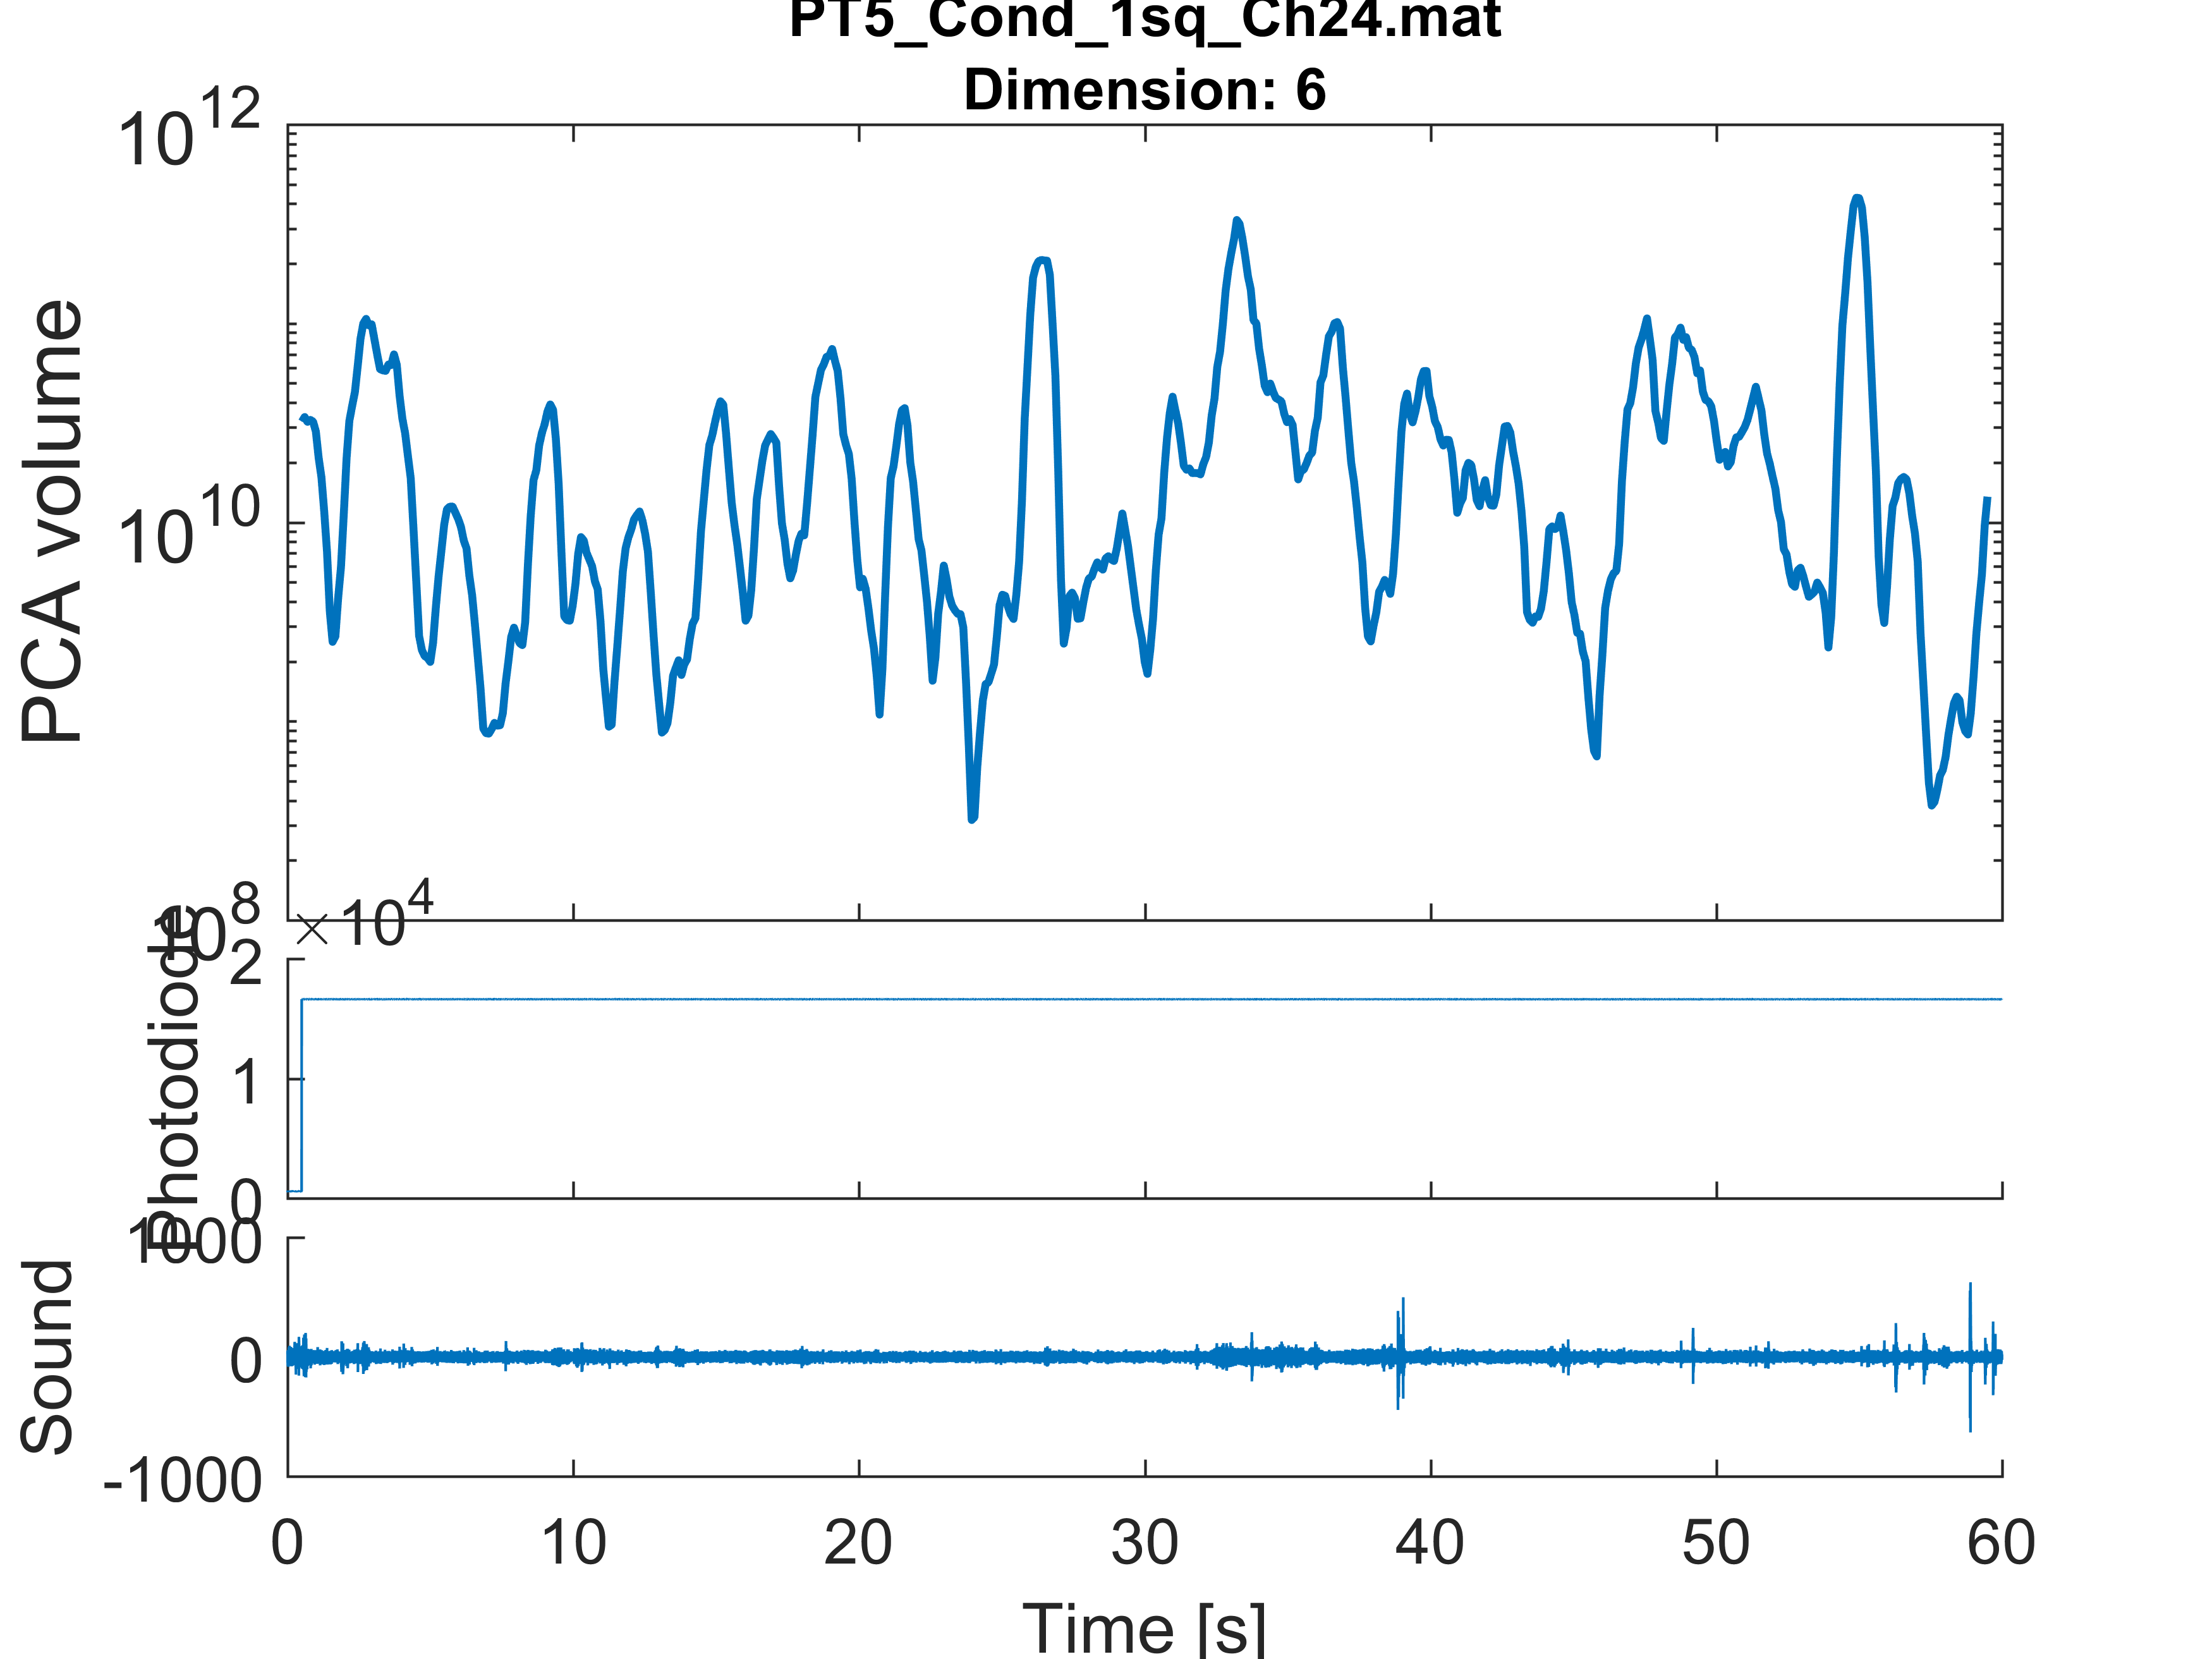 PT5_Cond_1sq_Ch24.mat
Dimension: 6
10^12
10^10
10^8
PCA volume
×10^4
2
1
0
Photodiode
1000
0
-1000
Sound
0 10 20 30 40 50 60
Time [s]